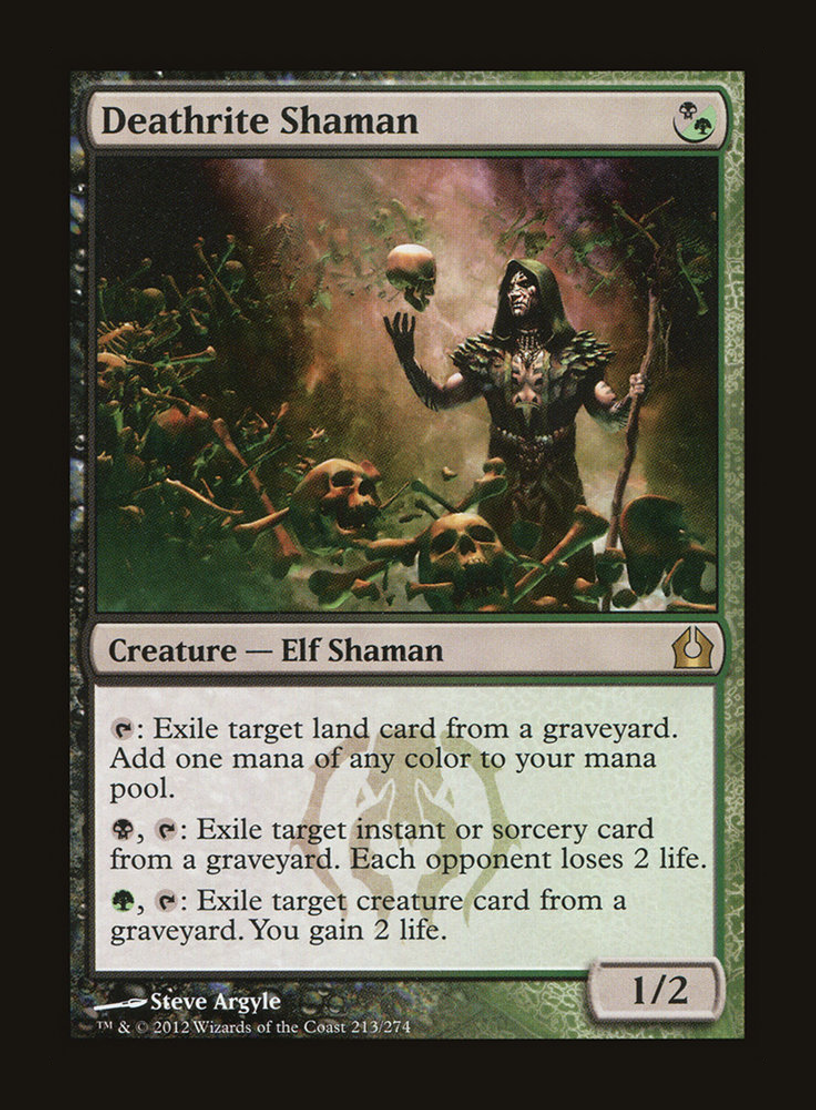 Deathrite Shaman
Creature — Elf Shaman
: Exile target land card from a graveyard.
Add one mana of any color to your mana
pool.
, : Exile target instant or sorcery card
from a graveyard. Each opponent loses 2 life.
, : Exile target creature card from a
graveyard. You gain 2 life.
Steve Argyle
1/2
™ & © 2012 Wizards of the Coast 213/274